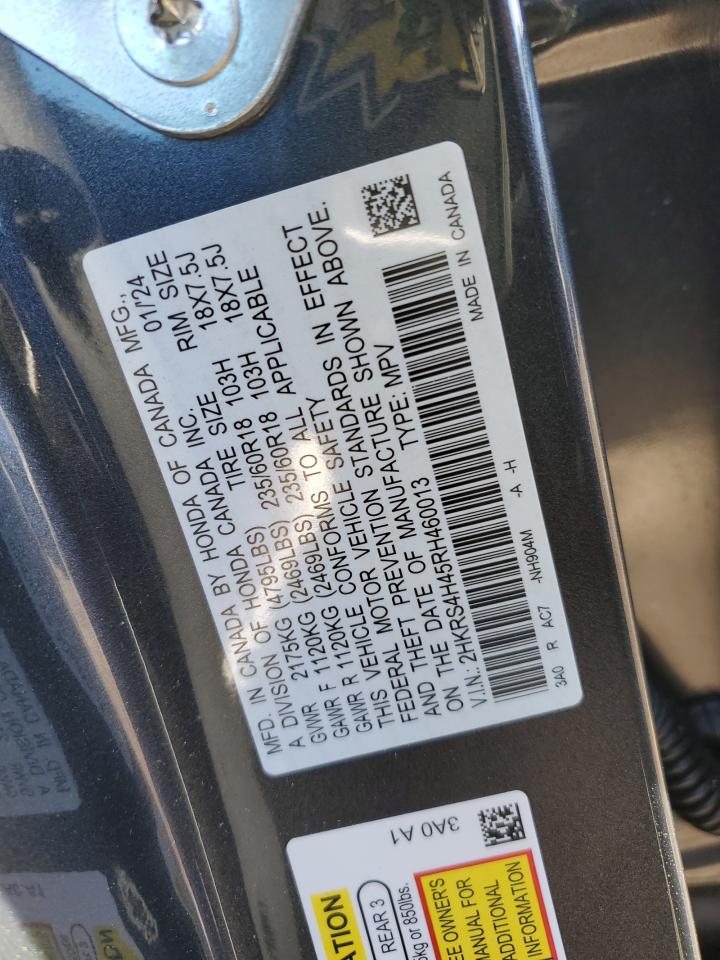 MFD. IN CANADA BY HONDA OF CANADA MFG.,
A DIVISION OF HONDA CANADA INC. 01/24
TIRE SIZE RIM SIZE
GVWR 2175KG (4795LBS)
GAWR F 1120KG (2469LBS) 235/60R18 103H 18X7.5J
GAWR R 1120KG (2469LBS) 235/60R18 103H 18X7.5J
THIS VEHICLE CONFORMS TO ALL APPLICABLE
FEDERAL MOTOR VEHICLE SAFETY
AND THEFT PREVENTION STANDARDS IN EFFECT
ON THE DATE OF MANUFACTURE SHOWN ABOVE.
V.I.N.: 2HKRS4H45RH460013 TYPE: MPV
3A0 R AC7 -NH904M -A -H MADE IN CANADA
3A0 A1
REAR 3
kg or 850lbs.
OWNER'S
MANUAL FOR
ADDITIONAL
INFORMATION